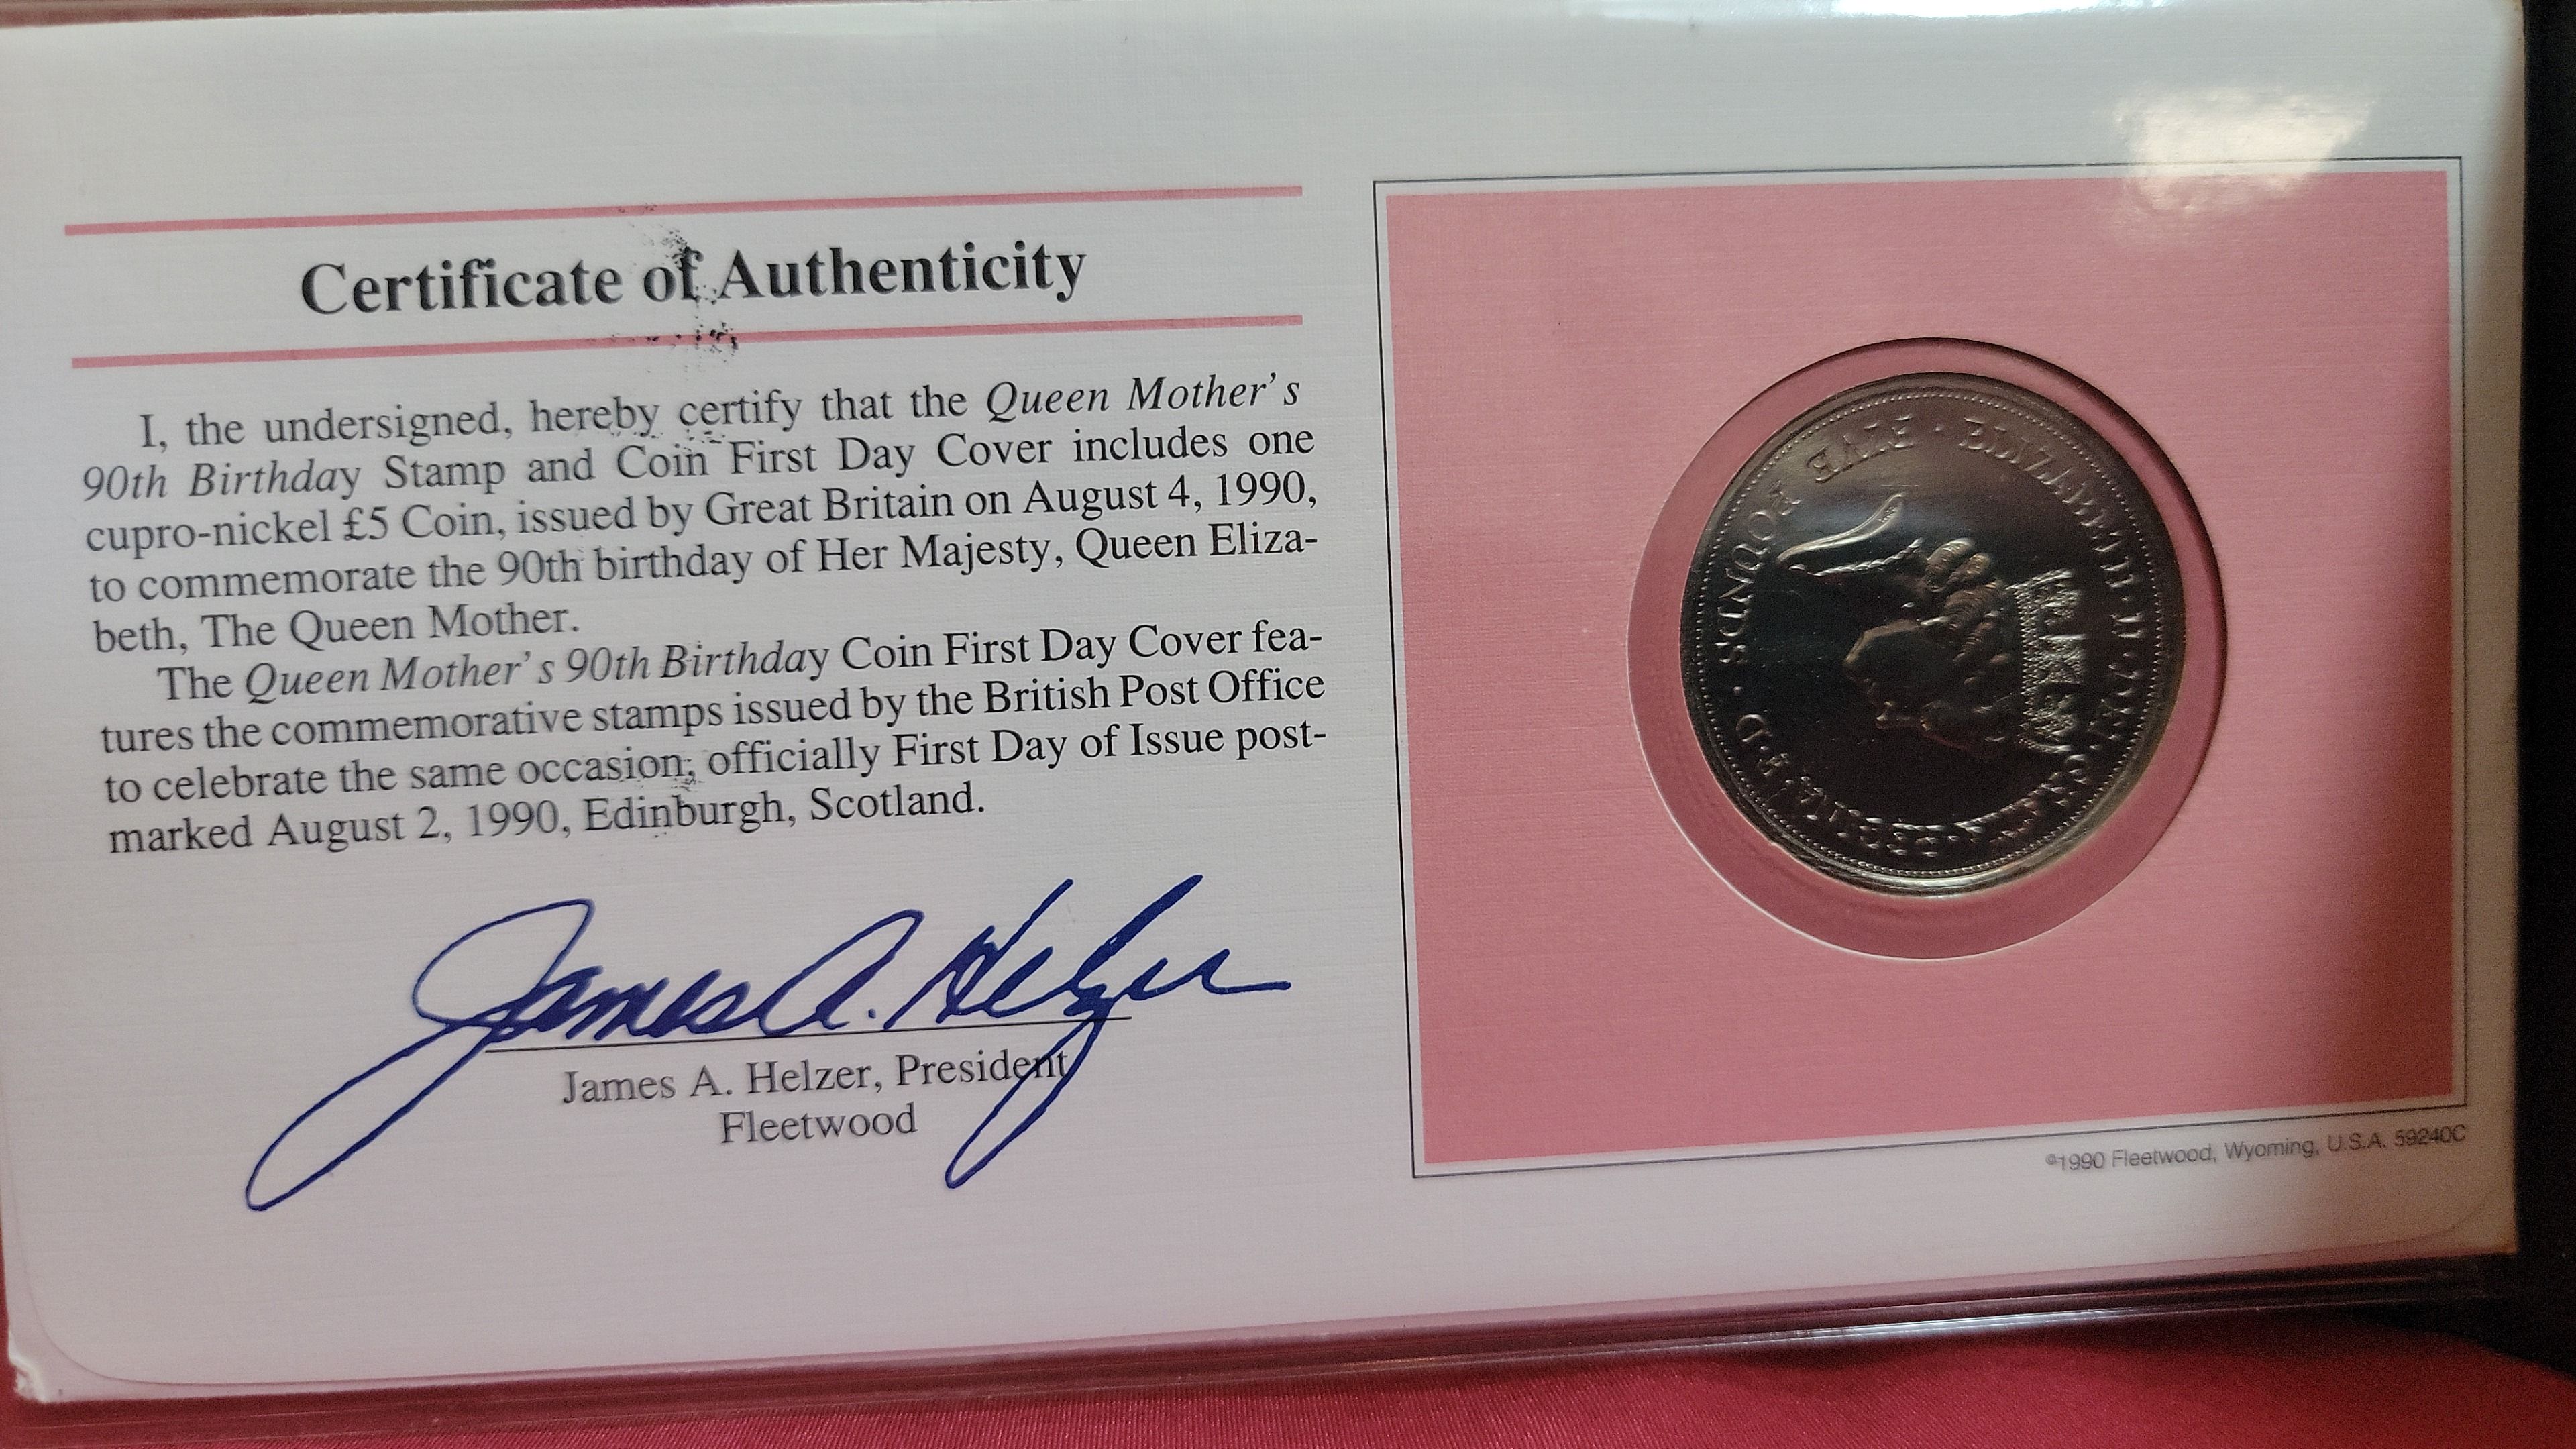 Certificate of Authenticity
I, the undersigned, hereby certify that the Queen Mother's
90th Birthday Stamp and Coin First Day Cover includes one
cupro-nickel £5 Coin, issued by Great Britain on August 4, 1990,
to commemorate the 90th birthday of Her Majesty, Queen Eliza-
beth, The Queen Mother.
The Queen Mother's 90th Birthday Coin First Day Cover fea-
tures the commemorative stamps issued by the British Post Office
to celebrate the same occasion, officially First Day of Issue post-
marked August 2, 1990, Edinburgh, Scotland.
James A. Helzer
James A. Helzer, President
Fleetwood
ELIZABETH·II·DEI·GRATIA·REGINA·F·D·
FIVE POUNDS
©1990 Fleetwood, Wyoming, U.S.A. 59240C